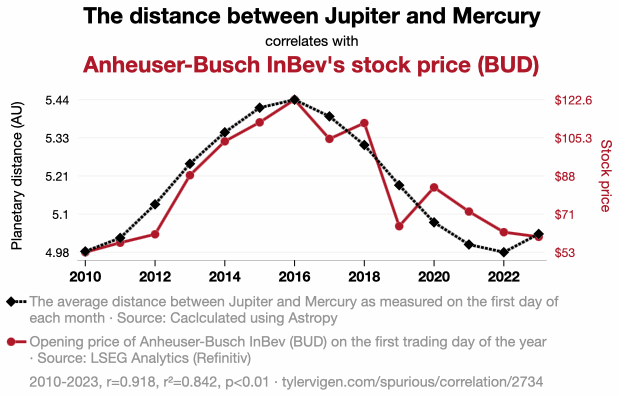 The distance between Jupiter and Mercury
correlates with
Anheuser-Busch InBev's stock price (BUD)
Planetary distance (AU)
5.44
5.33
5.21
5.1
4.98
$122.6
$105.3
$88
$71
$53
Stock price
2010
2012
2014
2016
2018
2020
2022
The average distance between Jupiter and Mercury as measured on the first day of
each month · Source: Caclculated using Astropy
Opening price of Anheuser-Busch InBev (BUD) on the first trading day of the year
· Source: LSEG Analytics (Refinitiv)
2010-2023, r=0.918, r²=0.842, p<0.01 · tylervigen.com/spurious/correlation/2734